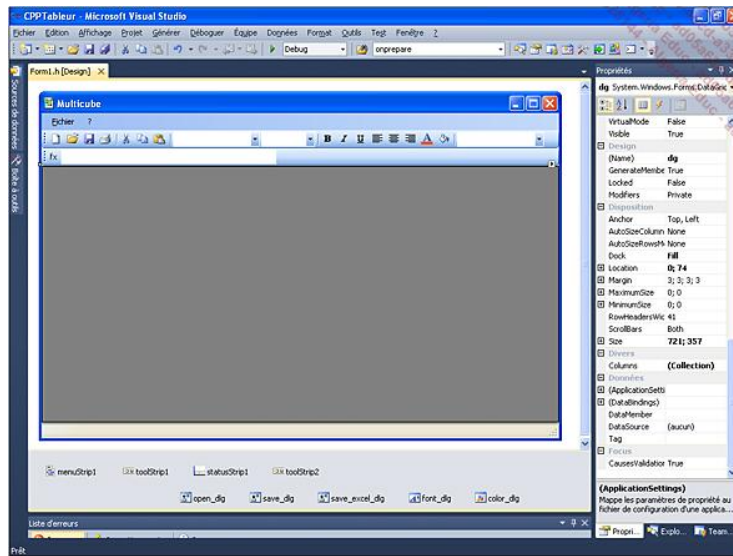 CPPTableur - Microsoft Visual Studio
Fichier Edition Affichage Projet Générer Déboguer Équipe Données Format Outils Test Fenêtre ?
Debug onprepare
Form1.h [Design]
Sources de données
Boîte à outils
Multicube
Fichier ?
B I U A
fx
menuStrip1 toolStrip1 statusStrip1 toolStrip2
open_dlg save_dlg save_excel_dlg font_dlg color_dlg
Liste d'erreurs
Prêt
Propriétés
dg System.Windows.Forms.DataGric
VirtualMode False
Visible True
Design
(Name) dg
GenerateMembe True
Locked False
Modifiers Private
Disposition
Anchor Top, Left
AutoSizeColumn None
AutoSizeRowsM None
Dock Fill
Location 0; 74
Margin 3; 3; 3; 3
MaximumSize 0; 0
MinimumSize 0; 0
RowHeadersWic 41
ScrollBars Both
Size 721; 357
Divers
Columns (Collection)
Données
(ApplicationSetti
(DataBindings)
DataMember
DataSource (aucun)
Tag
Focus
CausesValidation True
(ApplicationSettings)
Mappe les paramètres de propriété au
fichier de configuration d'une applica...
Propri... Explo... Team...